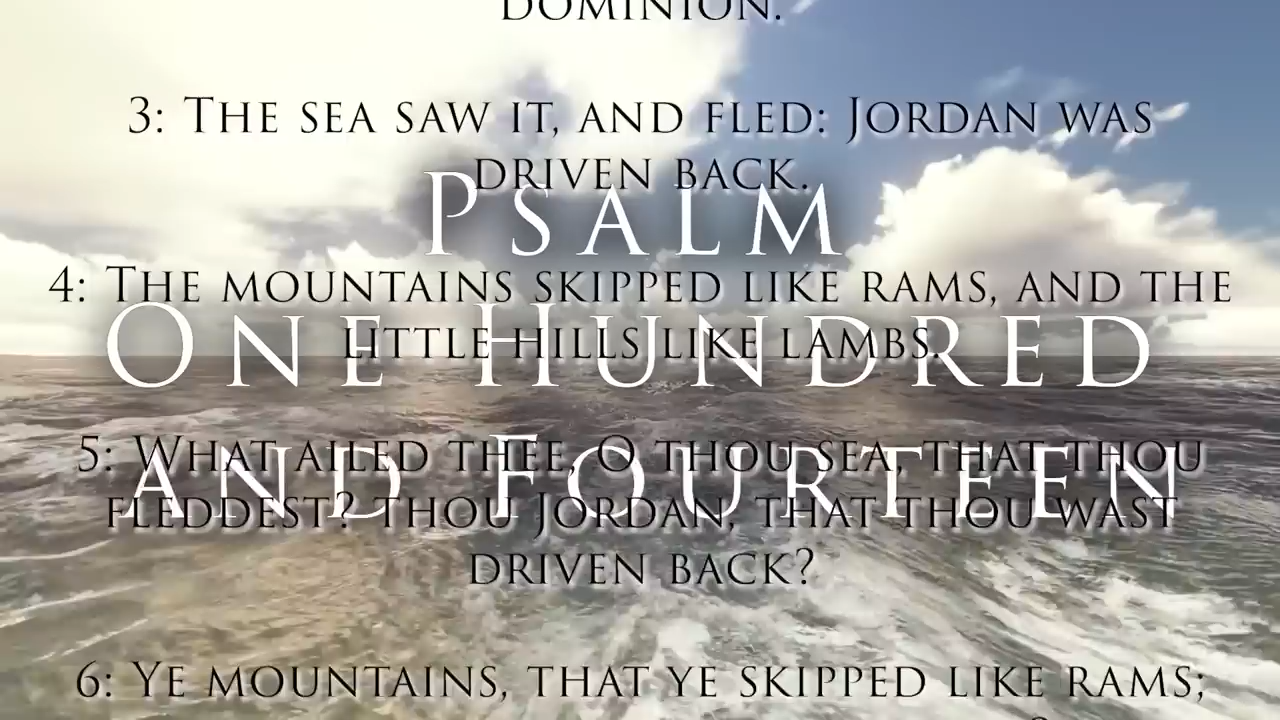 DOMINION.
3: THE SEA SAW IT, AND FLED: JORDAN WAS
DRIVEN BACK.
PSALM
4: THE MOUNTAINS SKIPPED LIKE RAMS, AND THE
ONE HUNDRED
LITTLE HILLS LIKE LAMBS.
5: WHAT AILED THEE, O THOU SEA, THAT THOU
AND FOURTEEN
FLEDDEST? THOU JORDAN, THAT THOU WAST
DRIVEN BACK?
6: YE MOUNTAINS, THAT YE SKIPPED LIKE RAMS;